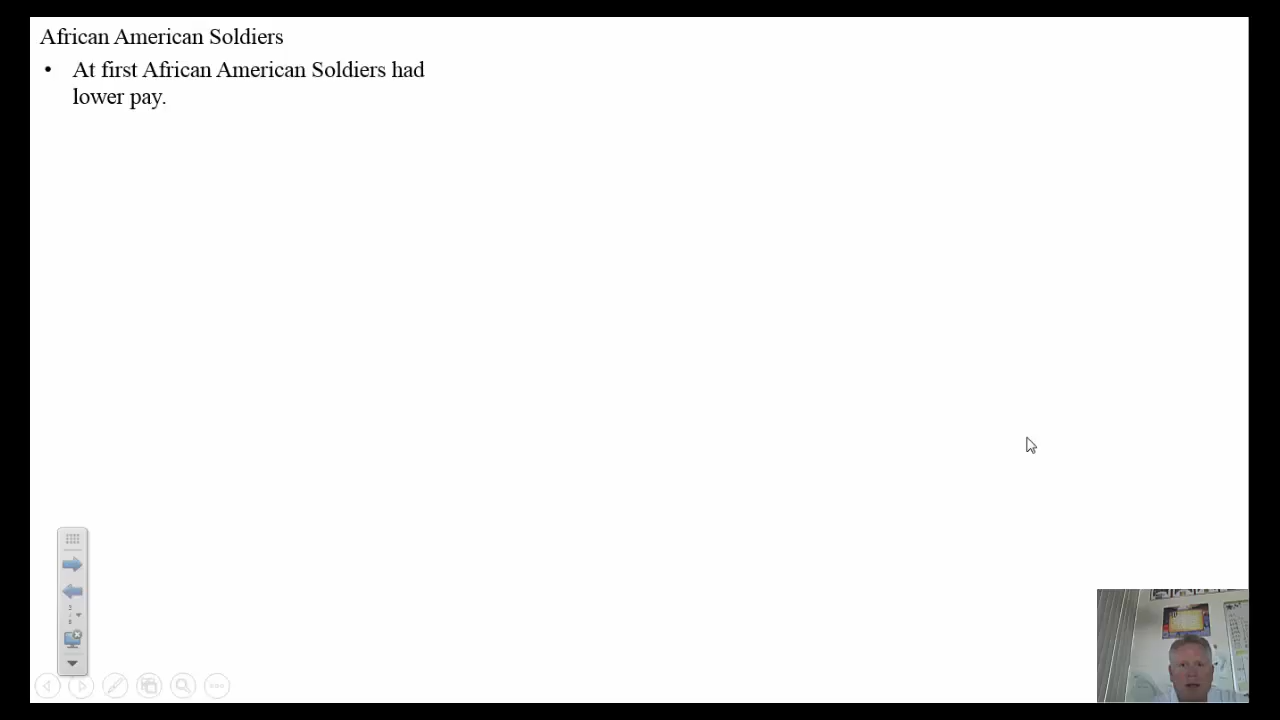 African American Soldiers
• At first African American Soldiers had
lower pay.